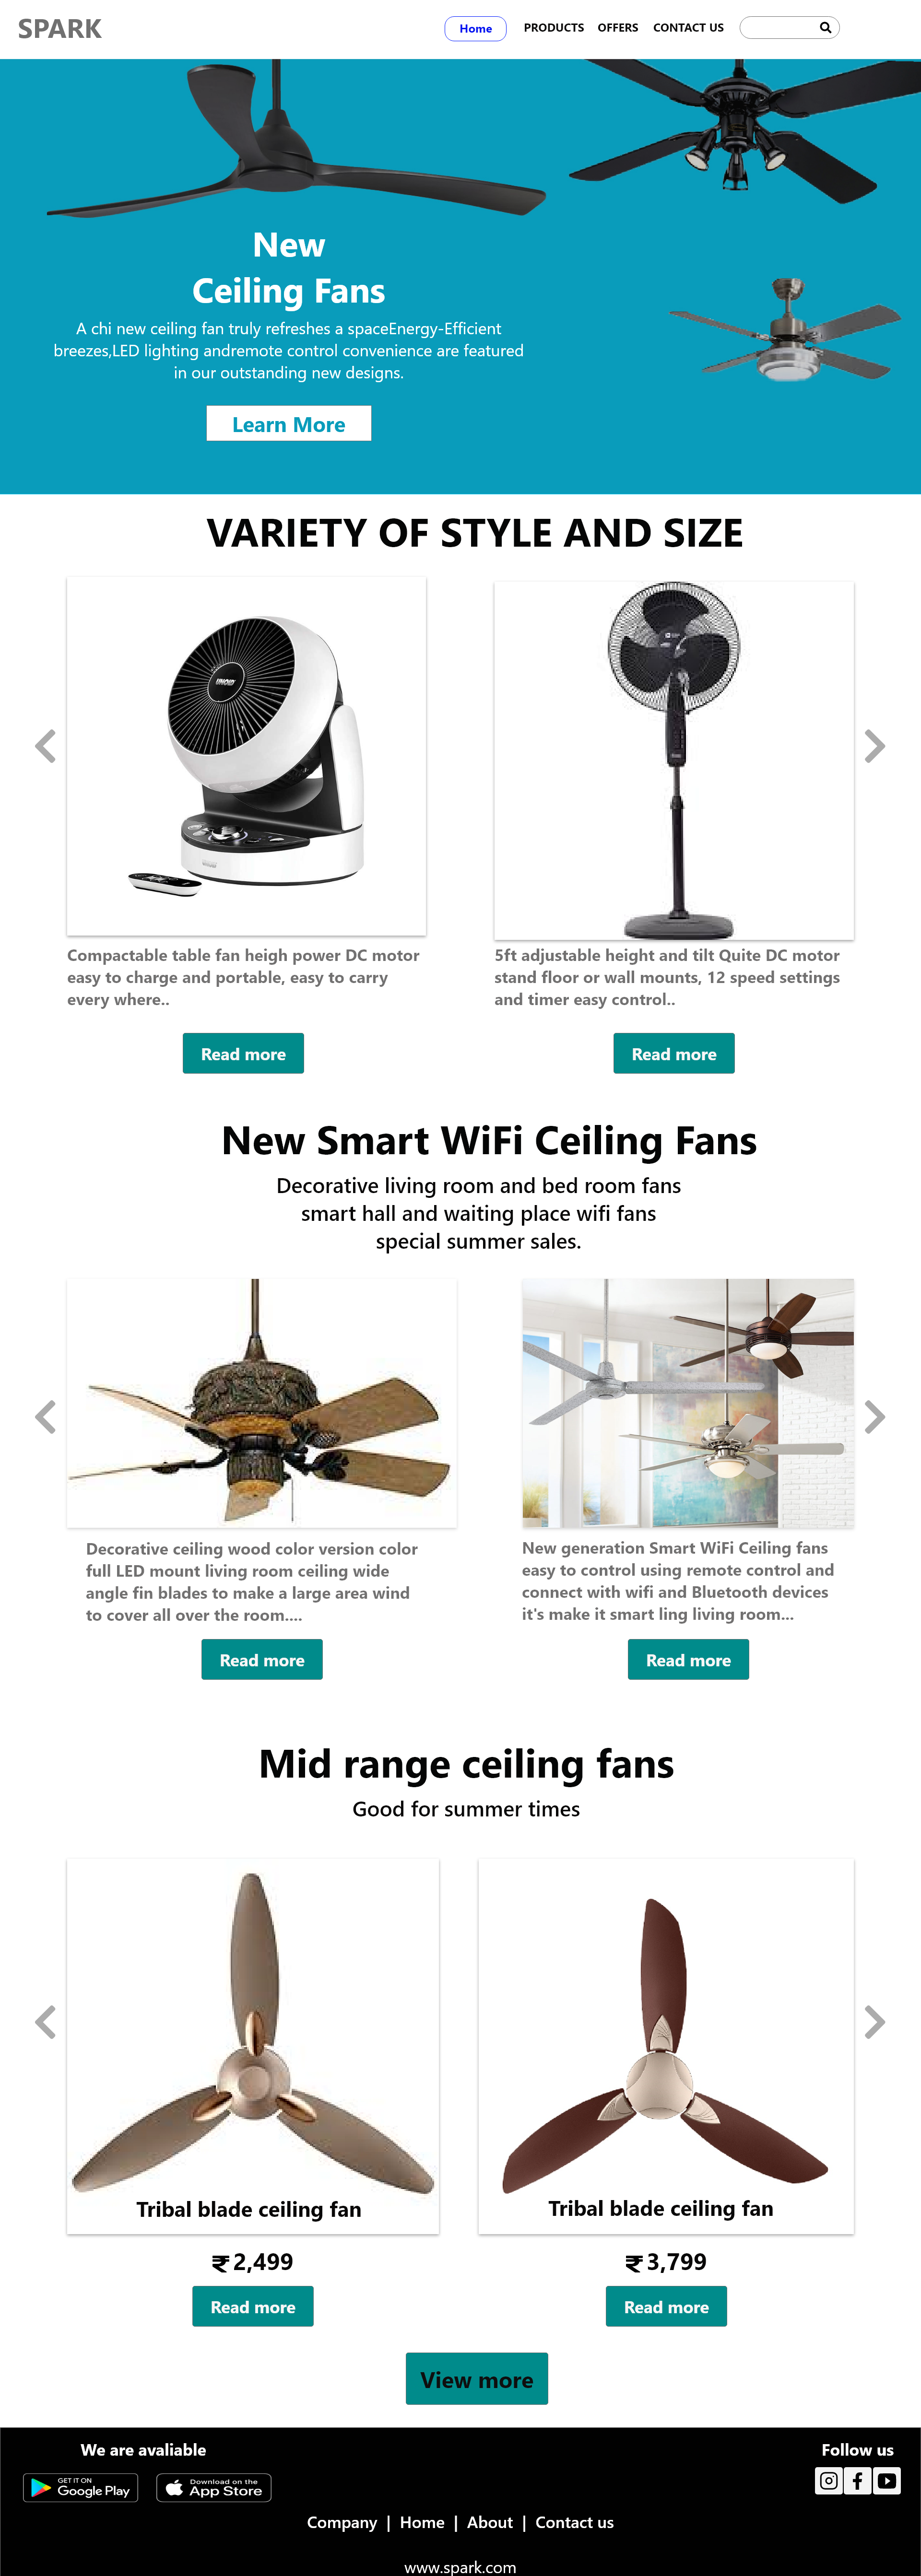 SPARK
Home PRODUCTS OFFERS CONTACT US
New
Ceiling Fans
A chi new ceiling fan truly refreshes a spaceEnergy-Efficient
breezes,LED lighting andremote control convenience are featured
in our outstanding new designs.
Learn More
VARIETY OF STYLE AND SIZE
Compactable table fan heigh power DC motor
easy to charge and portable, easy to carry
every where..
Read more
5ft adjustable height and tilt Quite DC motor
stand floor or wall mounts, 12 speed settings
and timer easy control..
Read more
New Smart WiFi Ceiling Fans
Decorative living room and bed room fans
smart hall and waiting place wifi fans
special summer sales.
Decorative ceiling wood color version color
full LED mount living room ceiling wide
angle fin blades to make a large area wind
to cover all over the room....
Read more
New generation Smart WiFi Ceiling fans
easy to control using remote control and
connect with wifi and Bluetooth devices
it's make it smart ling living room...
Read more
Mid range ceiling fans
Good for summer times
Tribal blade ceiling fan
₹ 2,499
Read more
Tribal blade ceiling fan
₹ 3,799
Read more
View more
We are avaliable
GET IT ON
Google Play
Download on the
App Store
Follow us
Company | Home | About | Contact us
www.spark.com